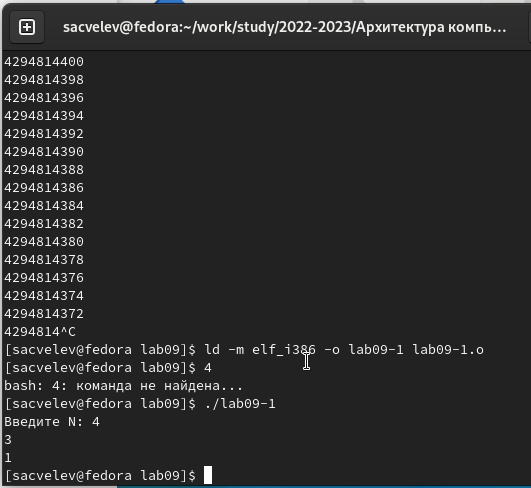 sacvelev@fedora:~/work/study/2022-2023/Архитектура компь...
4294814400
4294814398
4294814396
4294814394
4294814392
4294814390
4294814388
4294814386
4294814384
4294814382
4294814380
4294814378
4294814376
4294814374
4294814372
4294814^C
[sacvelev@fedora lab09]$ ld -m elf_i386 -o lab09-1 lab09-1.o
[sacvelev@fedora lab09]$ 4
bash: 4: команда не найдена...
[sacvelev@fedora lab09]$ ./lab09-1
Введите N: 4
3
1
[sacvelev@fedora lab09]$